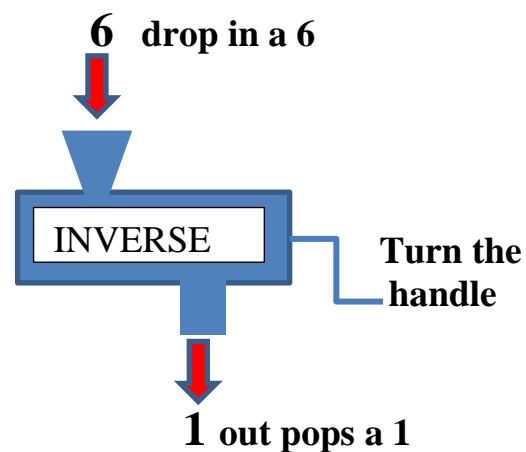 6 drop in a 6
INVERSE
Turn the
handle
1 out pops a 1